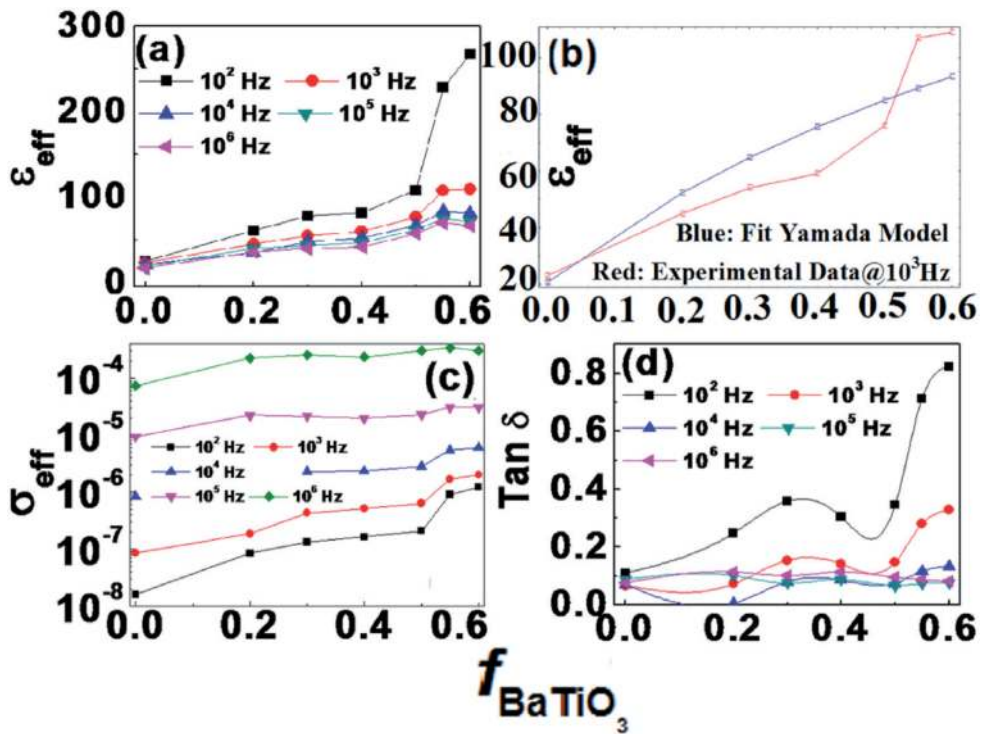 (a)
300
250
200
100
0
ε_eff
10² Hz 10³ Hz
10⁴ Hz 10⁵ Hz
10⁶ Hz
0.0 0.2 0.4 0.6
(b)
100
80
60
40
20
ε_eff
Blue: Fit Yamada Model
Red: Experimental Data@10³Hz
0.0 0.1 0.2 0.3 0.4 0.5 0.6
(c)
10⁻⁴
10⁻⁵
10⁻⁶
10⁻⁷
10⁻⁸
σ_eff
10² Hz 10³ Hz
10⁴ Hz
10⁵ Hz 10⁶ Hz
0.0 0.2 0.4 0.6
(d)
0.8
0.6
0.4
0.2
0.0
Tan δ
10² Hz 10³ Hz
10⁴ Hz 10⁵ Hz
10⁶ Hz
0.0 0.2 0.4 0.6
f_BaTiO₃